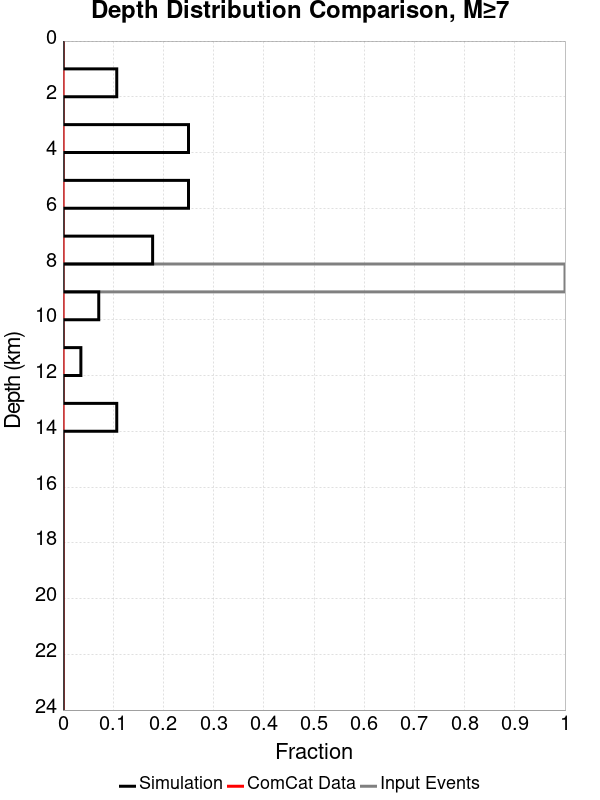 Depth Distribution Comparison, M≥7
0
2
4
6
8
10
12
14
16
18
20
22
24
Depth (km)
0 0.1 0.2 0.3 0.4 0.5 0.6 0.7 0.8 0.9 1
Fraction
Simulation ComCat Data Input Events